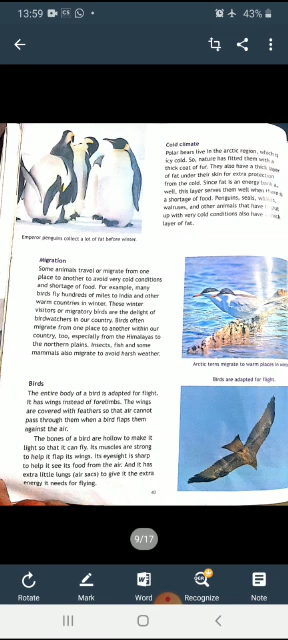 13:59
43%
Cold climate
Polar bears live in the arctic region, which is
icy cold. So, nature has fitted them with a
thick coat of fur. They also have a thick layer
of fat under their skin for extra protection
from the cold. Since fat is an energy bank as
well, this layer serves them well when there is
a shortage of food. Penguins, seals,
walruses, and other animals that have
up with very cold conditions also have
layer of fat.
Emperor penguins collect a lot of fat before winter.
Migration
Some animals travel or migrate from one
place to another to avoid very cold conditions
and shortage of food. For example, many
birds fly hundreds of miles to India and other
warm countries in winter. These winter
visitors or migratory birds are the delight of
birdwatchers in our country. Birds often
migrate from one place to another within our
country, too, especially from the Himalayas to
the northern plains. Insects, fish and some
mammals also migrate to avoid harsh weather.
Arctic terns migrate to warm places in
Birds
The entire body of a bird is adapted for flight.
It has wings instead of forelimbs. The wings
are covered with feathers so that air cannot
pass through them when a bird flaps them
against the air.
The bones of a bird are hollow to make it
light so that it can fly. Its muscles are strong
to help it flap its wings. Its eyesight is sharp
to help it see its food from the air. And it has
extra little lungs (air sacs) to give it the extra
energy it needs for flying.
Birds are adapted for flight.
40
9/17
Rotate
Mark
Word
Recognize
Note